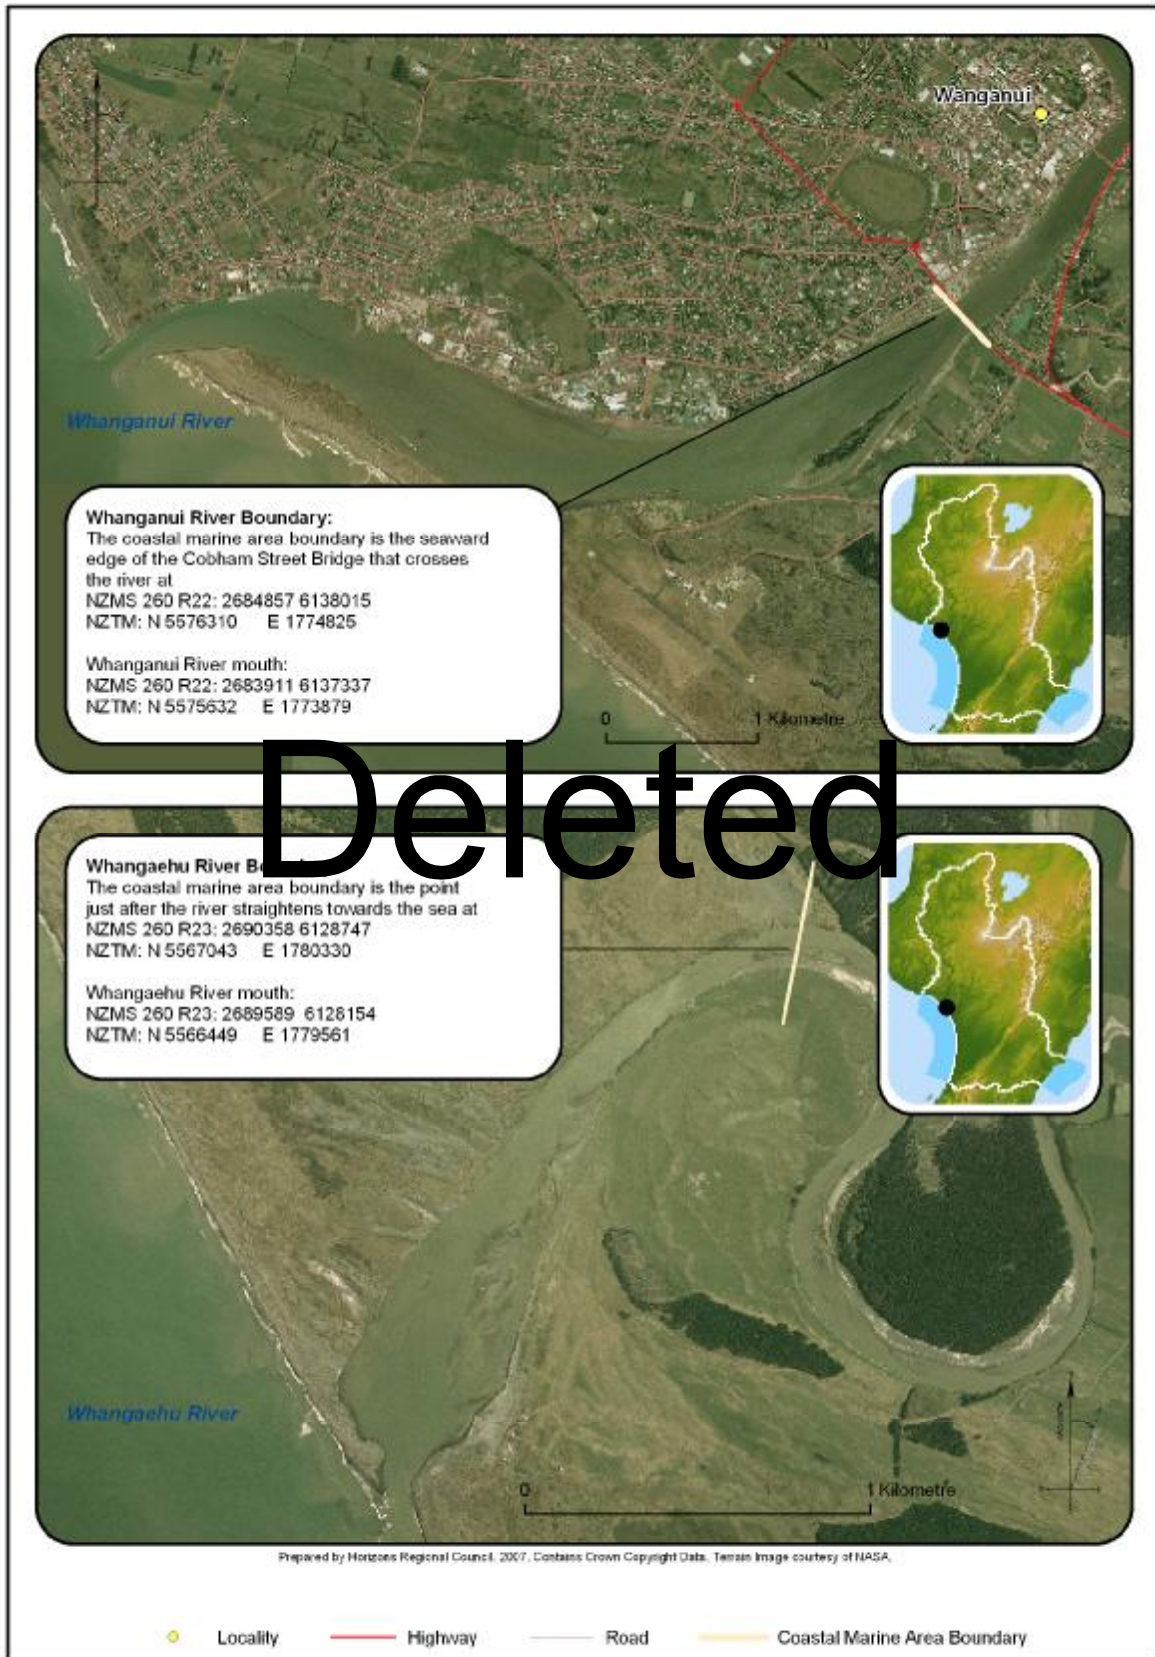 Wanganui
Whanganui River
Whanganui River Boundary:
The coastal marine area boundary is the seaward
edge of the Cobham Street Bridge that crosses
the river at
NZMS 260 R22: 2684857 6138015
NZTM: N 5576310 E 1774825
Whanganui River mouth:
NZMS 260 R22: 2683911 6137337
NZTM: N 5575632 E 1773879
0 1 Kilometre
Deleted
Whangaehu River
The coastal marine area boundary is the point
just after the river straightens towards the sea at
NZMS 260 R23: 2690358 6128747
NZTM: N 5567043 E 1780330
Whangaehu River mouth:
NZMS 260 R23: 2689589 6128154
NZTM: N 5566449 E 1779561
Whangaehu River
0 1 Kilometre
Prepared by Horizons Regional Council. 2007. Contains Crown Copyright Data. Terrain Image courtesy of NASA.
Locality Highway Road Coastal Marine Area Boundary